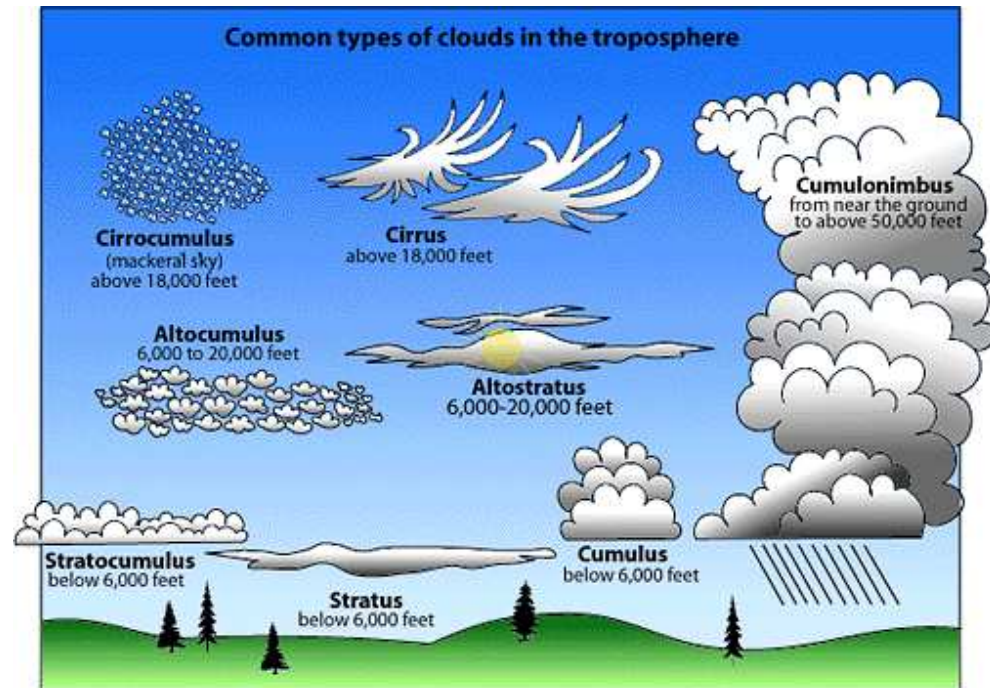 Common types of clouds in the troposphere
Cirrocumulus
(mackeral sky)
above 18,000 feet
Cirrus
above 18,000 feet
Cumulonimbus
from near the ground
to above 50,000 feet
Altocumulus
6,000 to 20,000 feet
Altostratus
6,000-20,000 feet
Stratocumulus
below 6,000 feet
Stratus
below 6,000 feet
Cumulus
below 6,000 feet